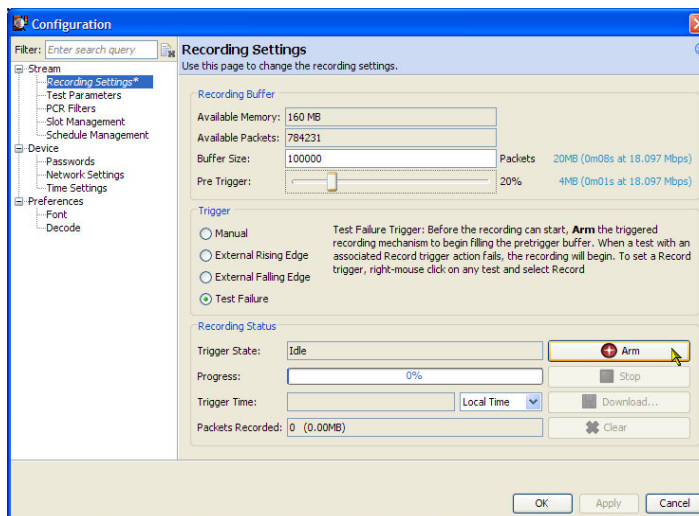 Configuration
Filter: Enter search query
Stream
Recording Settings*
Test Parameters
PCR Filters
Slot Management
Schedule Management
Device
Passwords
Network Settings
Time Settings
Preferences
Font
Decode
Recording Settings
Use this page to change the recording settings.
Recording Buffer
Available Memory: 160 MB
Available Packets: 784231
Buffer Size: 100000 Packets 20MB (0m08s at 18.097 Mbps)
Pre Trigger: 20% 4MB (0m01s at 18.097 Mbps)
Trigger
Manual
External Rising Edge
External Falling Edge
Test Failure
Test Failure Trigger: Before the recording can start, Arm the triggered
recording mechanism to begin filling the pretrigger buffer. When a test with an
associated Record trigger action fails, the recording will begin. To set a Record
trigger, right-mouse click on any test and select Record
Recording Status
Trigger State: Idle Arm
Progress: 0% Stop
Trigger Time: Local Time Download...
Packets Recorded: 0 (0.00MB) Clear
OK Apply Cancel